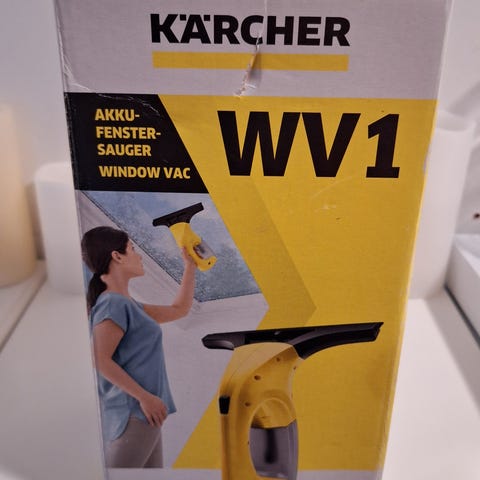 KÄRCHER
WV1
AKKU-
FENSTER-
SAUGER
WINDOW VAC